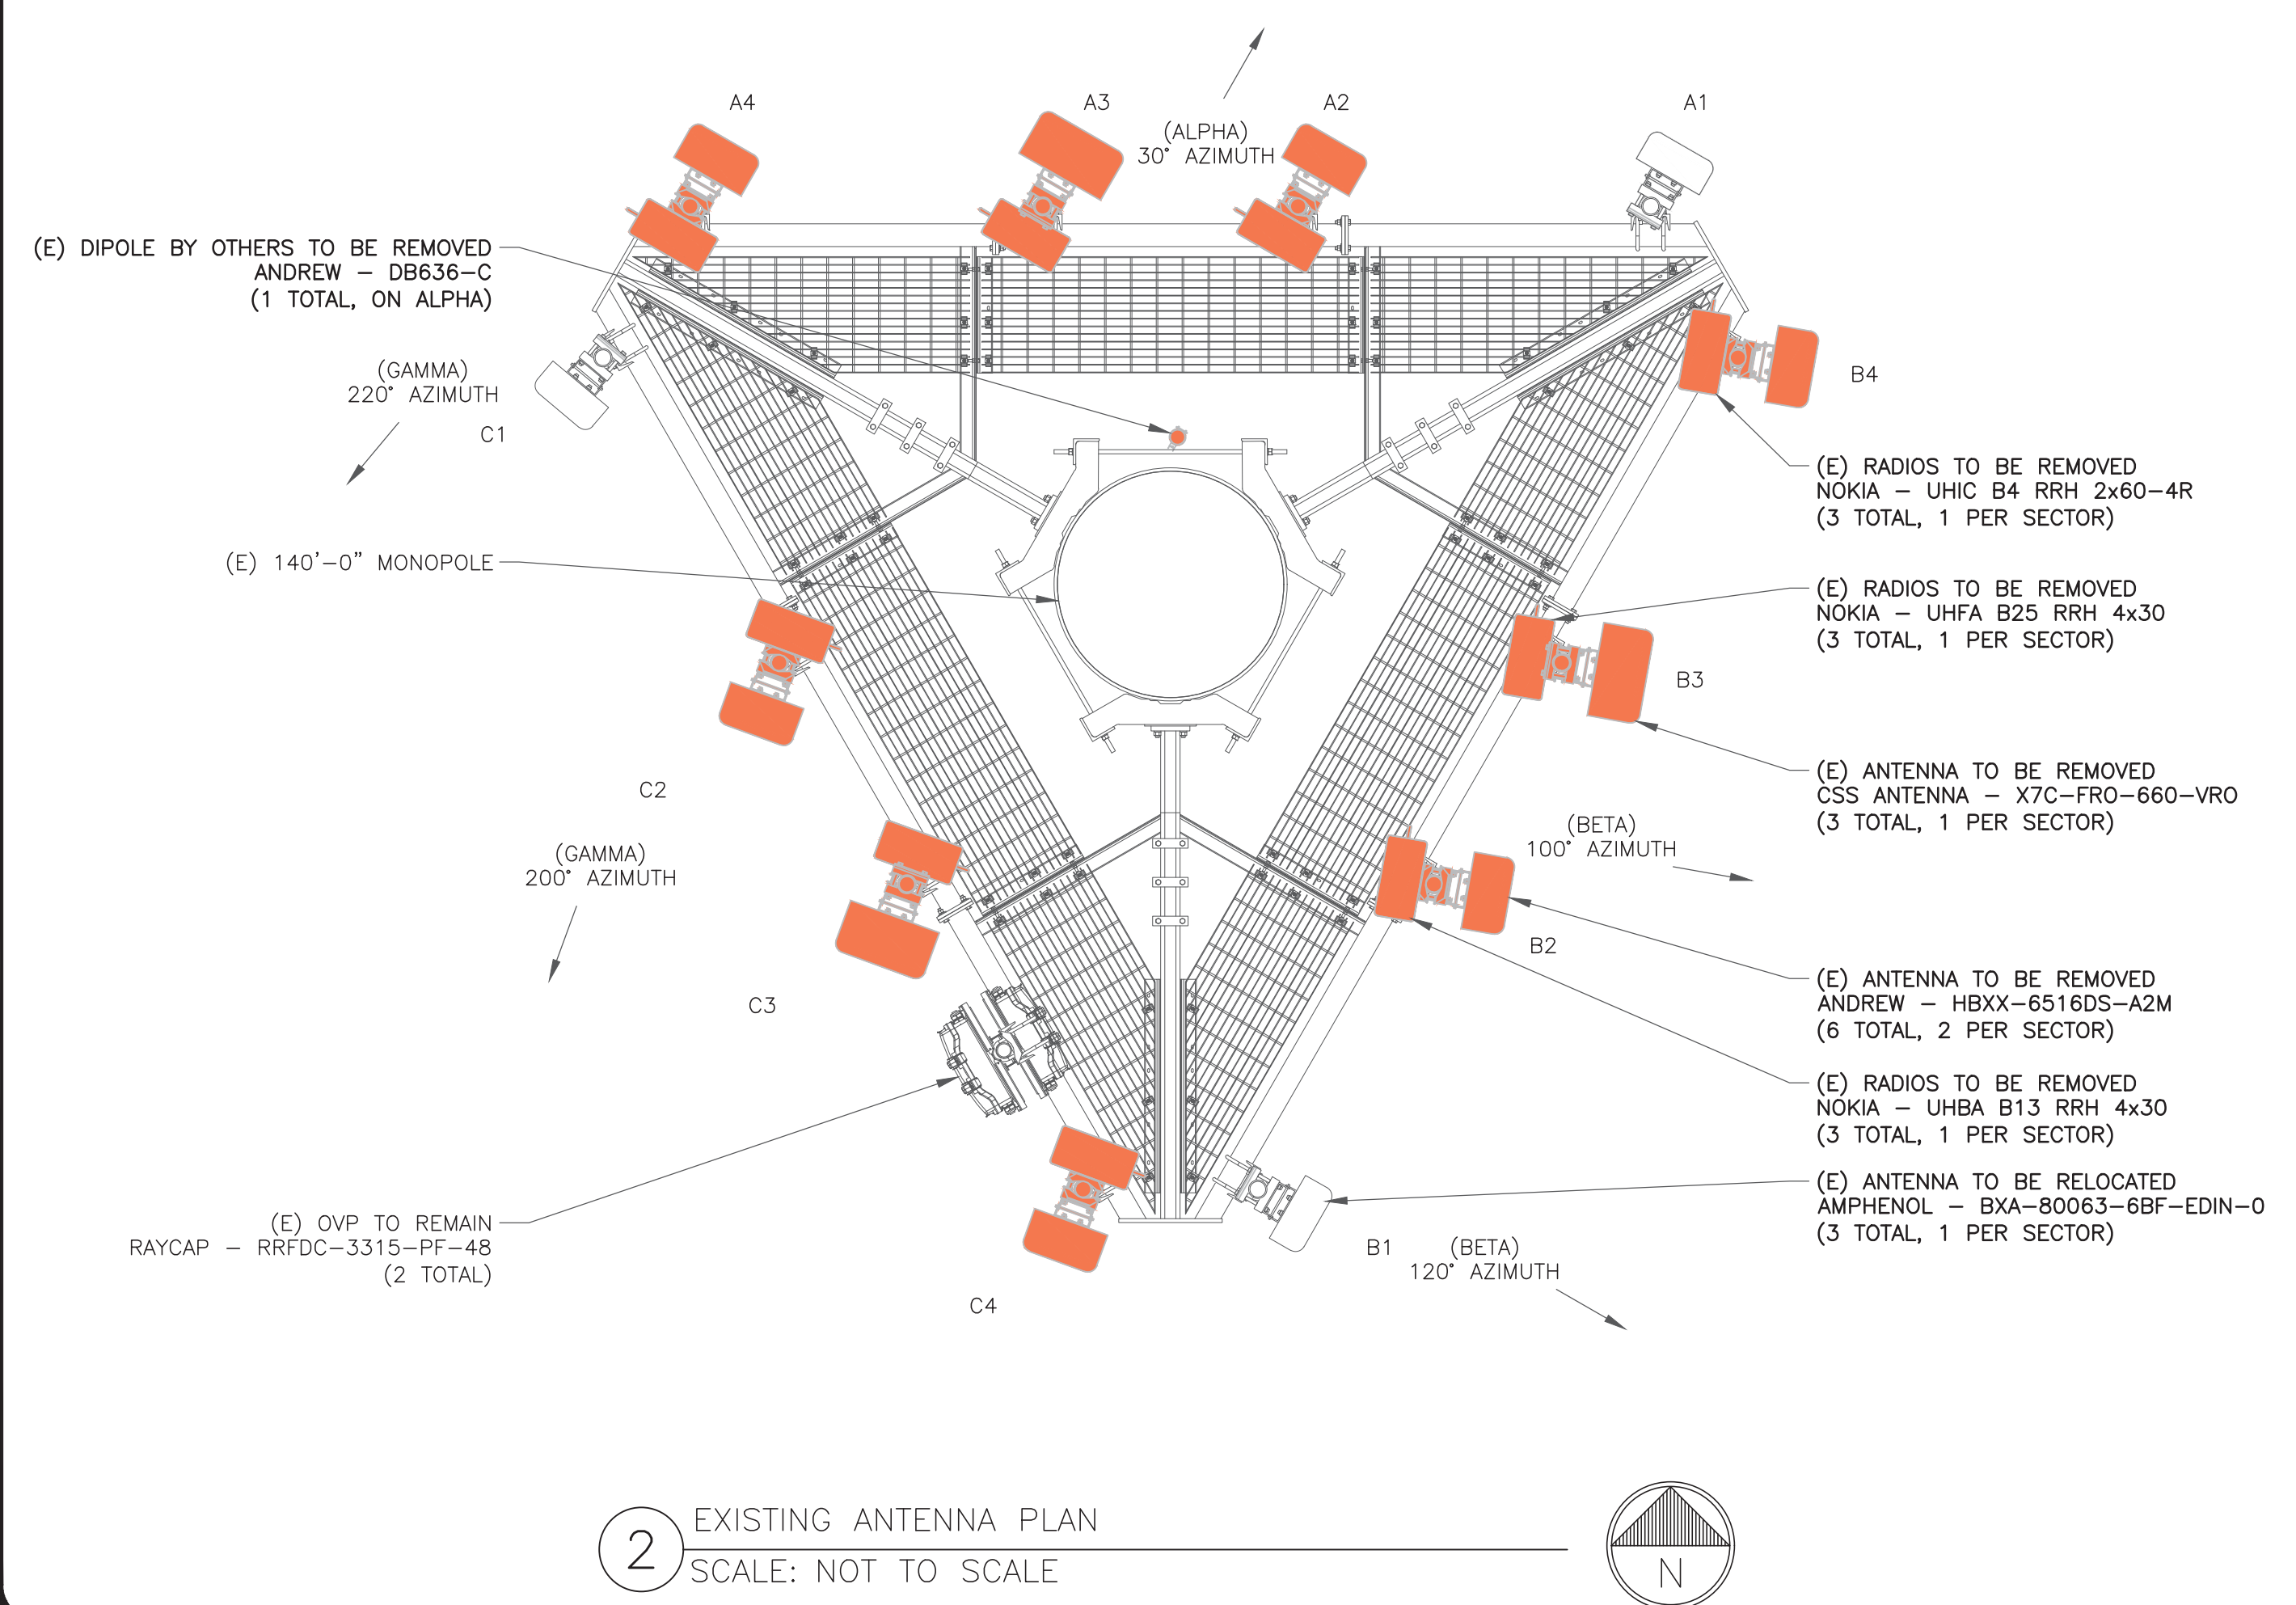 A4
A3
A2
A1
(ALPHA)
30° AZIMUTH
(E) DIPOLE BY OTHERS TO BE REMOVED
ANDREW – DB636–C
(1 TOTAL, ON ALPHA)
(GAMMA)
220° AZIMUTH
C1
B4
(E) RADIOS TO BE REMOVED
NOKIA – UHIC B4 RRH 2x60–4R
(3 TOTAL, 1 PER SECTOR)
(E) 140'–0" MONOPOLE
(E) RADIOS TO BE REMOVED
NOKIA – UHFA B25 RRH 4x30
(3 TOTAL, 1 PER SECTOR)
B3
(E) ANTENNA TO BE REMOVED
CSS ANTENNA – X7C–FRO–660–VRO
(3 TOTAL, 1 PER SECTOR)
C2
(BETA)
100° AZIMUTH
(GAMMA)
200° AZIMUTH
B2
(E) ANTENNA TO BE REMOVED
ANDREW – HBXX–6516DS–A2M
(6 TOTAL, 2 PER SECTOR)
C3
(E) RADIOS TO BE REMOVED
NOKIA – UHBA B13 RRH 4x30
(3 TOTAL, 1 PER SECTOR)
(E) ANTENNA TO BE RELOCATED
AMPHENOL – BXA–80063–6BF–EDIN–0
(3 TOTAL, 1 PER SECTOR)
(E) OVP TO REMAIN
RAYCAP – RRFDC–3315–PF–48
(2 TOTAL)
B1
(BETA)
120° AZIMUTH
C4
2
EXISTING ANTENNA PLAN
SCALE: NOT TO SCALE
N